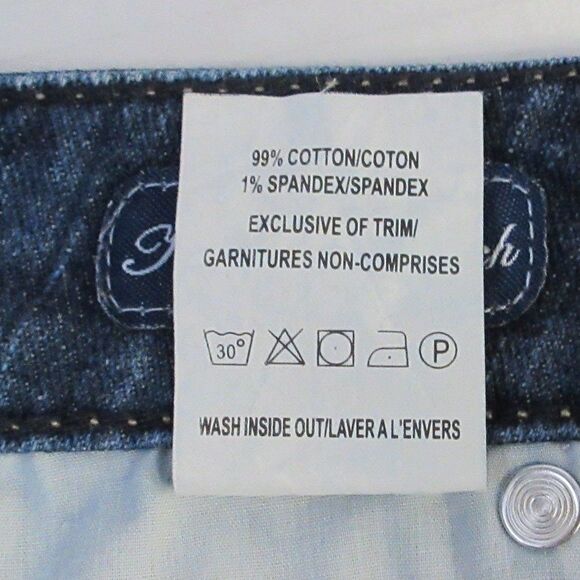 99% COTTON/COTON
1% SPANDEX/SPANDEX
EXCLUSIVE OF TRIM/
GARNITURES NON-COMPRISES
30°
P
WASH INSIDE OUT/LAVER A L'ENVERS